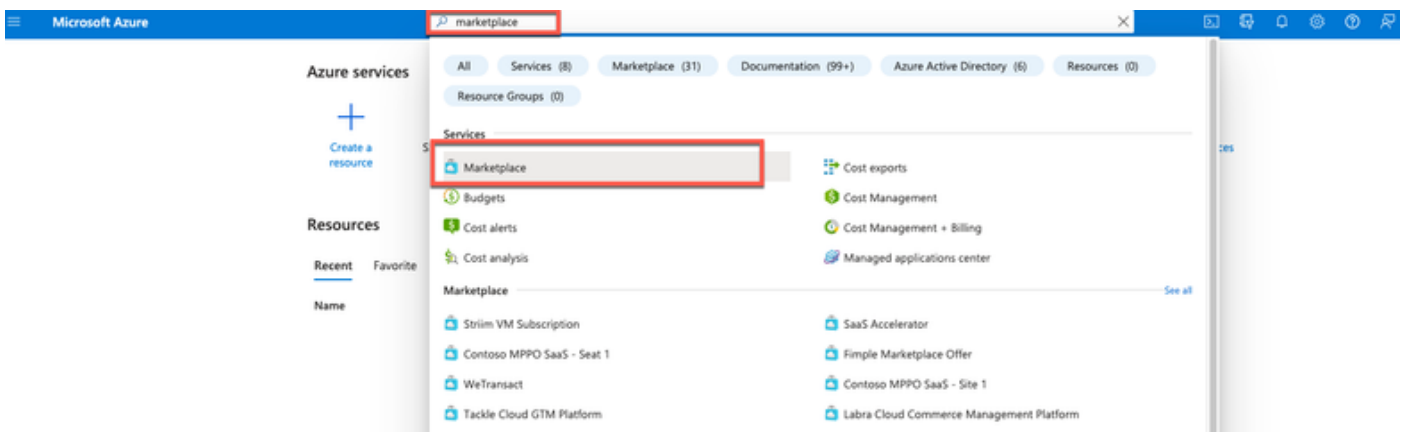 Microsoft Azure
marketplace
Azure services
All Services (8) Marketplace (31) Documentation (99+) Azure Active Directory (6) Resources (0)
Resource Groups (0)
Create a
resource
S
Services
Marketplace
Cost exports
ces
Budgets
Cost Management
Cost alerts
Cost Management + Billing
Cost analysis
Managed applications center
Resources
Recent Favorite
Name
Marketplace
See all
Striim VM Subscription
SaaS Accelerator
Contoso MPPO SaaS - Seat 1
Fimple Marketplace Offer
WeTransact
Contoso MPPO SaaS - Site 1
Tackle Cloud GTM Platform
Labra Cloud Commerce Management Platform